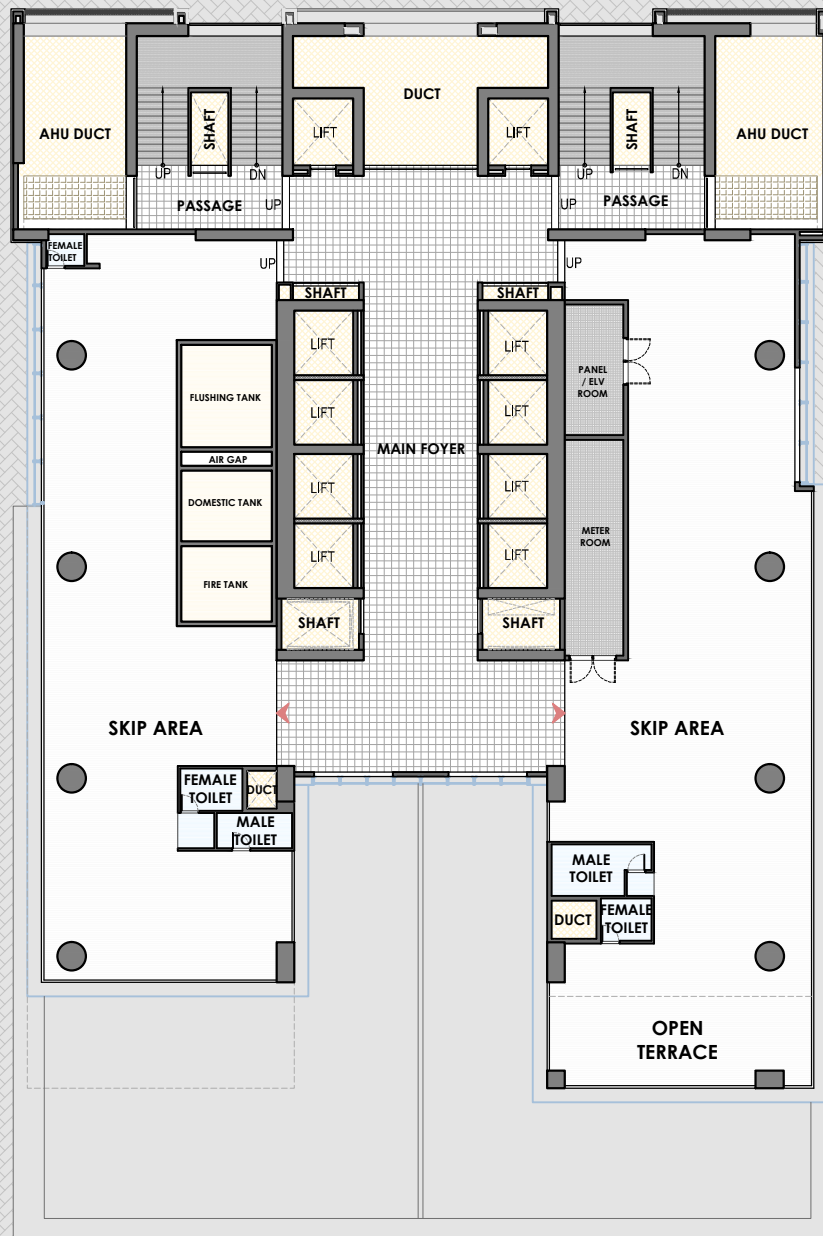 DUCT
AHU DUCT
SHAFT
LIFT
LIFT
SHAFT
AHU DUCT
UP
DN
UP
DN
PASSAGE
UP
UP
PASSAGE
FEMALE
TOILET
UP
UP
SHAFT
SHAFT
LIFT
LIFT
PANEL
/ ELV
ROOM
FLUSHING TANK
LIFT
LIFT
MAIN FOYER
AIR GAP
LIFT
LIFT
DOMESTIC TANK
METER
ROOM
LIFT
LIFT
FIRE TANK
SHAFT
SHAFT
SKIP AREA
SKIP AREA
FEMALE
TOILET
DUCT
MALE
TOILET
MALE
TOILET
DUCT
FEMALE
TOILET
OPEN
TERRACE